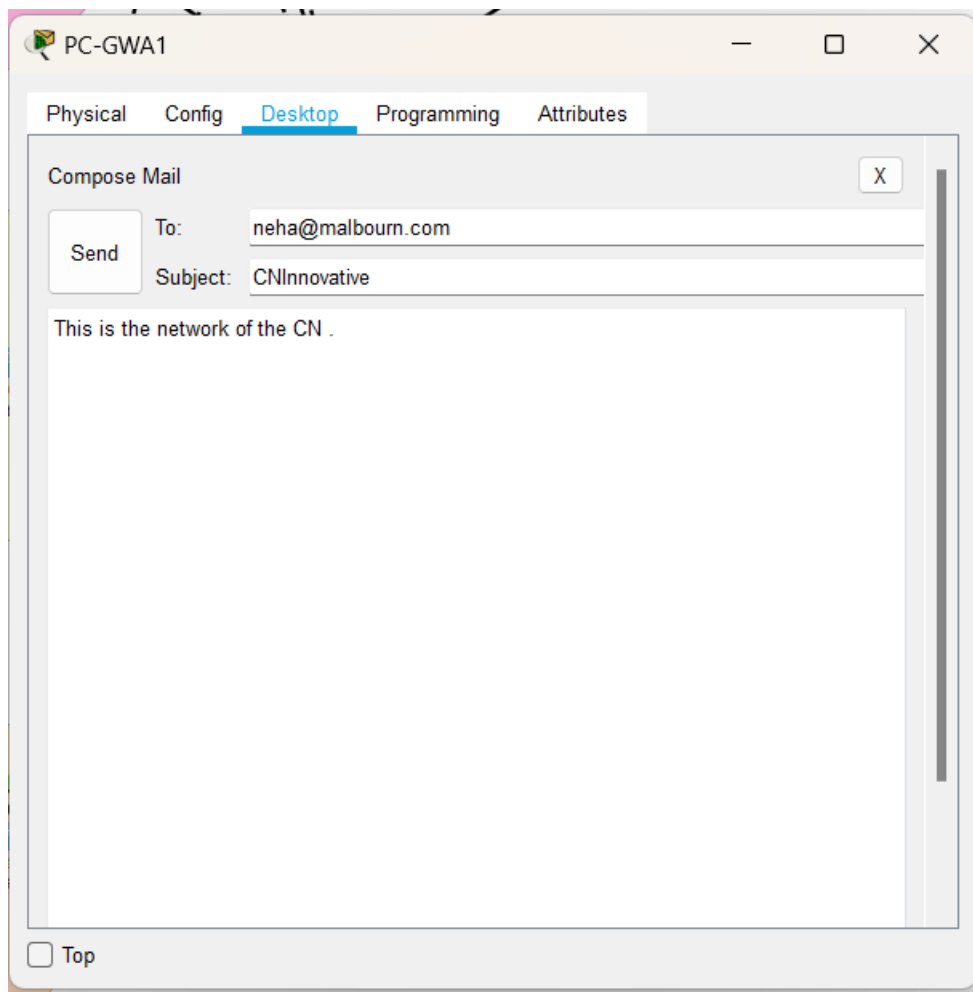 PC-GWA1
Physical Config Desktop Programming Attributes
Compose Mail
X
Send
To: neha@malbourn.com
Subject: CNInnovative
This is the network of the CN .
Top